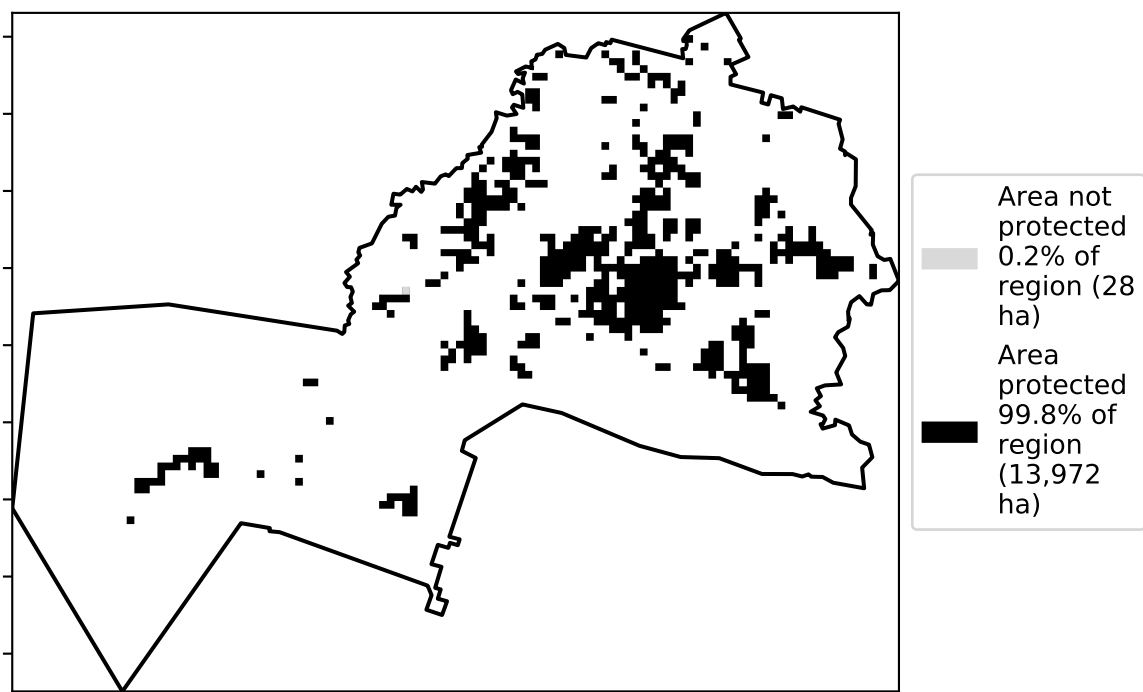 Area not
protected
0.2% of
region (28
ha)
Area
protected
99.8% of
region
(13,972
ha)